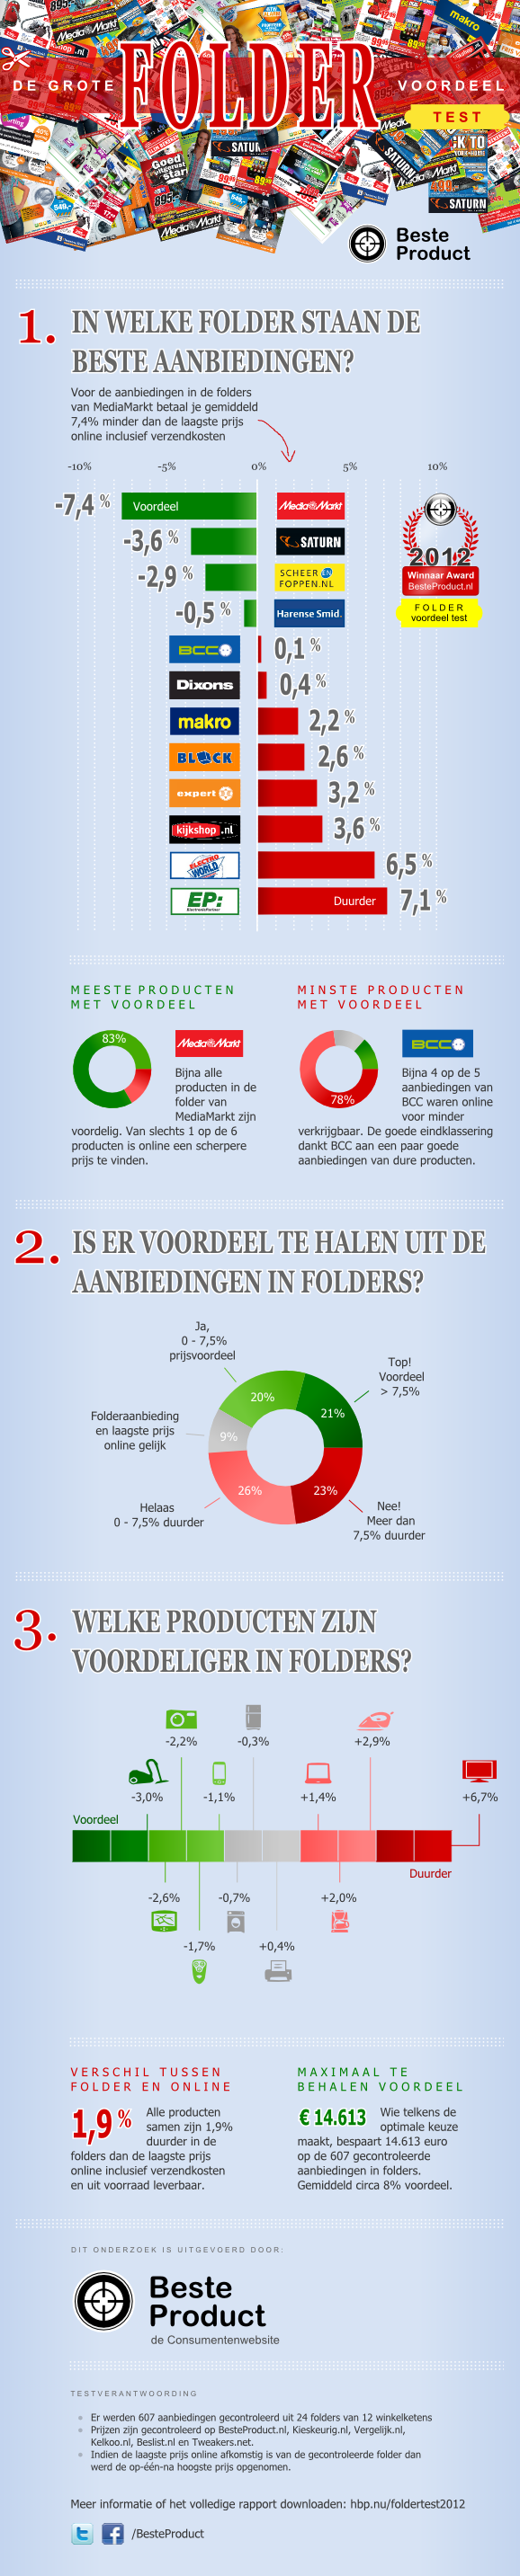 DE GROTE FOLDER VOORDEEL
TEST
Beste
Product
1. IN WELKE FOLDER STAAN DE
BESTE AANBIEDINGEN?
Voor de aanbiedingen in de folders
van MediaMarkt betaal je gemiddeld
7,4% minder dan de laagste prijs
online inclusief verzendkosten
-10% -5% 0% 5% 10%
-7,4 % Voordeel Media Markt
-3,6 % SATURN
-2,9 % SCHEER EN
FOPPEN.NL
-0,5 % Harense Smid.
2012
Winnaar Award
BesteProduct.nl
FOLDER
voordeel test
BCC 0,1 %
Dixons 0,4 %
makro 2,2 %
BLOCK 2,6 %
expert 3,2 %
kijkshop.nl 3,6 %
ELECTRO
WORLD 6,5 %
EP: Duurder 7,1 %
ElectronicPartner
MEESTE PRODUCTEN
MET VOORDEEL
83%
Media Markt
Bijna alle
producten in de
folder van
MediaMarkt zijn
voordelig. Van slechts 1 op de 6
producten is online een scherpere
prijs te vinden.
MINSTE PRODUCTEN
MET VOORDEEL
78%
BCC
Bijna 4 op de 5
aanbiedingen van
BCC waren online
voor minder
verkrijgbaar. De goede eindklassering
dankt BCC aan een paar goede
aanbiedingen van dure producten.
2. IS ER VOORDEEL TE HALEN UIT DE
AANBIEDINGEN IN FOLDERS?
Ja,
0 - 7,5%
prijsvoordeel
Top!
Voordeel
> 7,5%
20%
21%
Folderaanbieding
en laagste prijs
online gelijk
9%
26%
23%
Helaas
0 - 7,5% duurder
Nee!
Meer dan
7,5% duurder
3. WELKE PRODUCTEN ZIJN
VOORDELIGER IN FOLDERS?
-2,2% -0,3% +2,9%
-3,0% -1,1% +1,4% +6,7%
Voordeel
Duurder
-2,6% -0,7% +2,0%
-1,7% +0,4%
VERSCHIL TUSSEN
FOLDER EN ONLINE
1,9 %
Alle producten
samen zijn 1,9%
duurder in de
folders dan de laagste prijs
online inclusief verzendkosten
en uit voorraad leverbaar.
MAXIMAAL TE
BEHALEN VOORDEEL
€ 14.613
Wie telkens de
optimale keuze
maakt, bespaart 14.613 euro
op de 607 gecontroleerde
aanbiedingen in folders.
Gemiddeld circa 8% voordeel.
DIT ONDERZOEK IS UITGEVOERD DOOR:
Beste
Product
de Consumentenwebsite
TESTVERANTWOORDING
Er werden 607 aanbiedingen gecontroleerd uit 24 folders van 12 winkelketens
Prijzen zijn gecontroleerd op BesteProduct.nl, Kieskeurig.nl, Vergelijk.nl,
Kelkoo.nl, Beslist.nl en Tweakers.net.
Indien de laagste prijs online afkomstig is van de gecontroleerde folder dan
werd de op-één-na hoogste prijs opgenomen.
Meer informatie of het volledige rapport downloaden: hbp.nu/foldertest2012
/BesteProduct